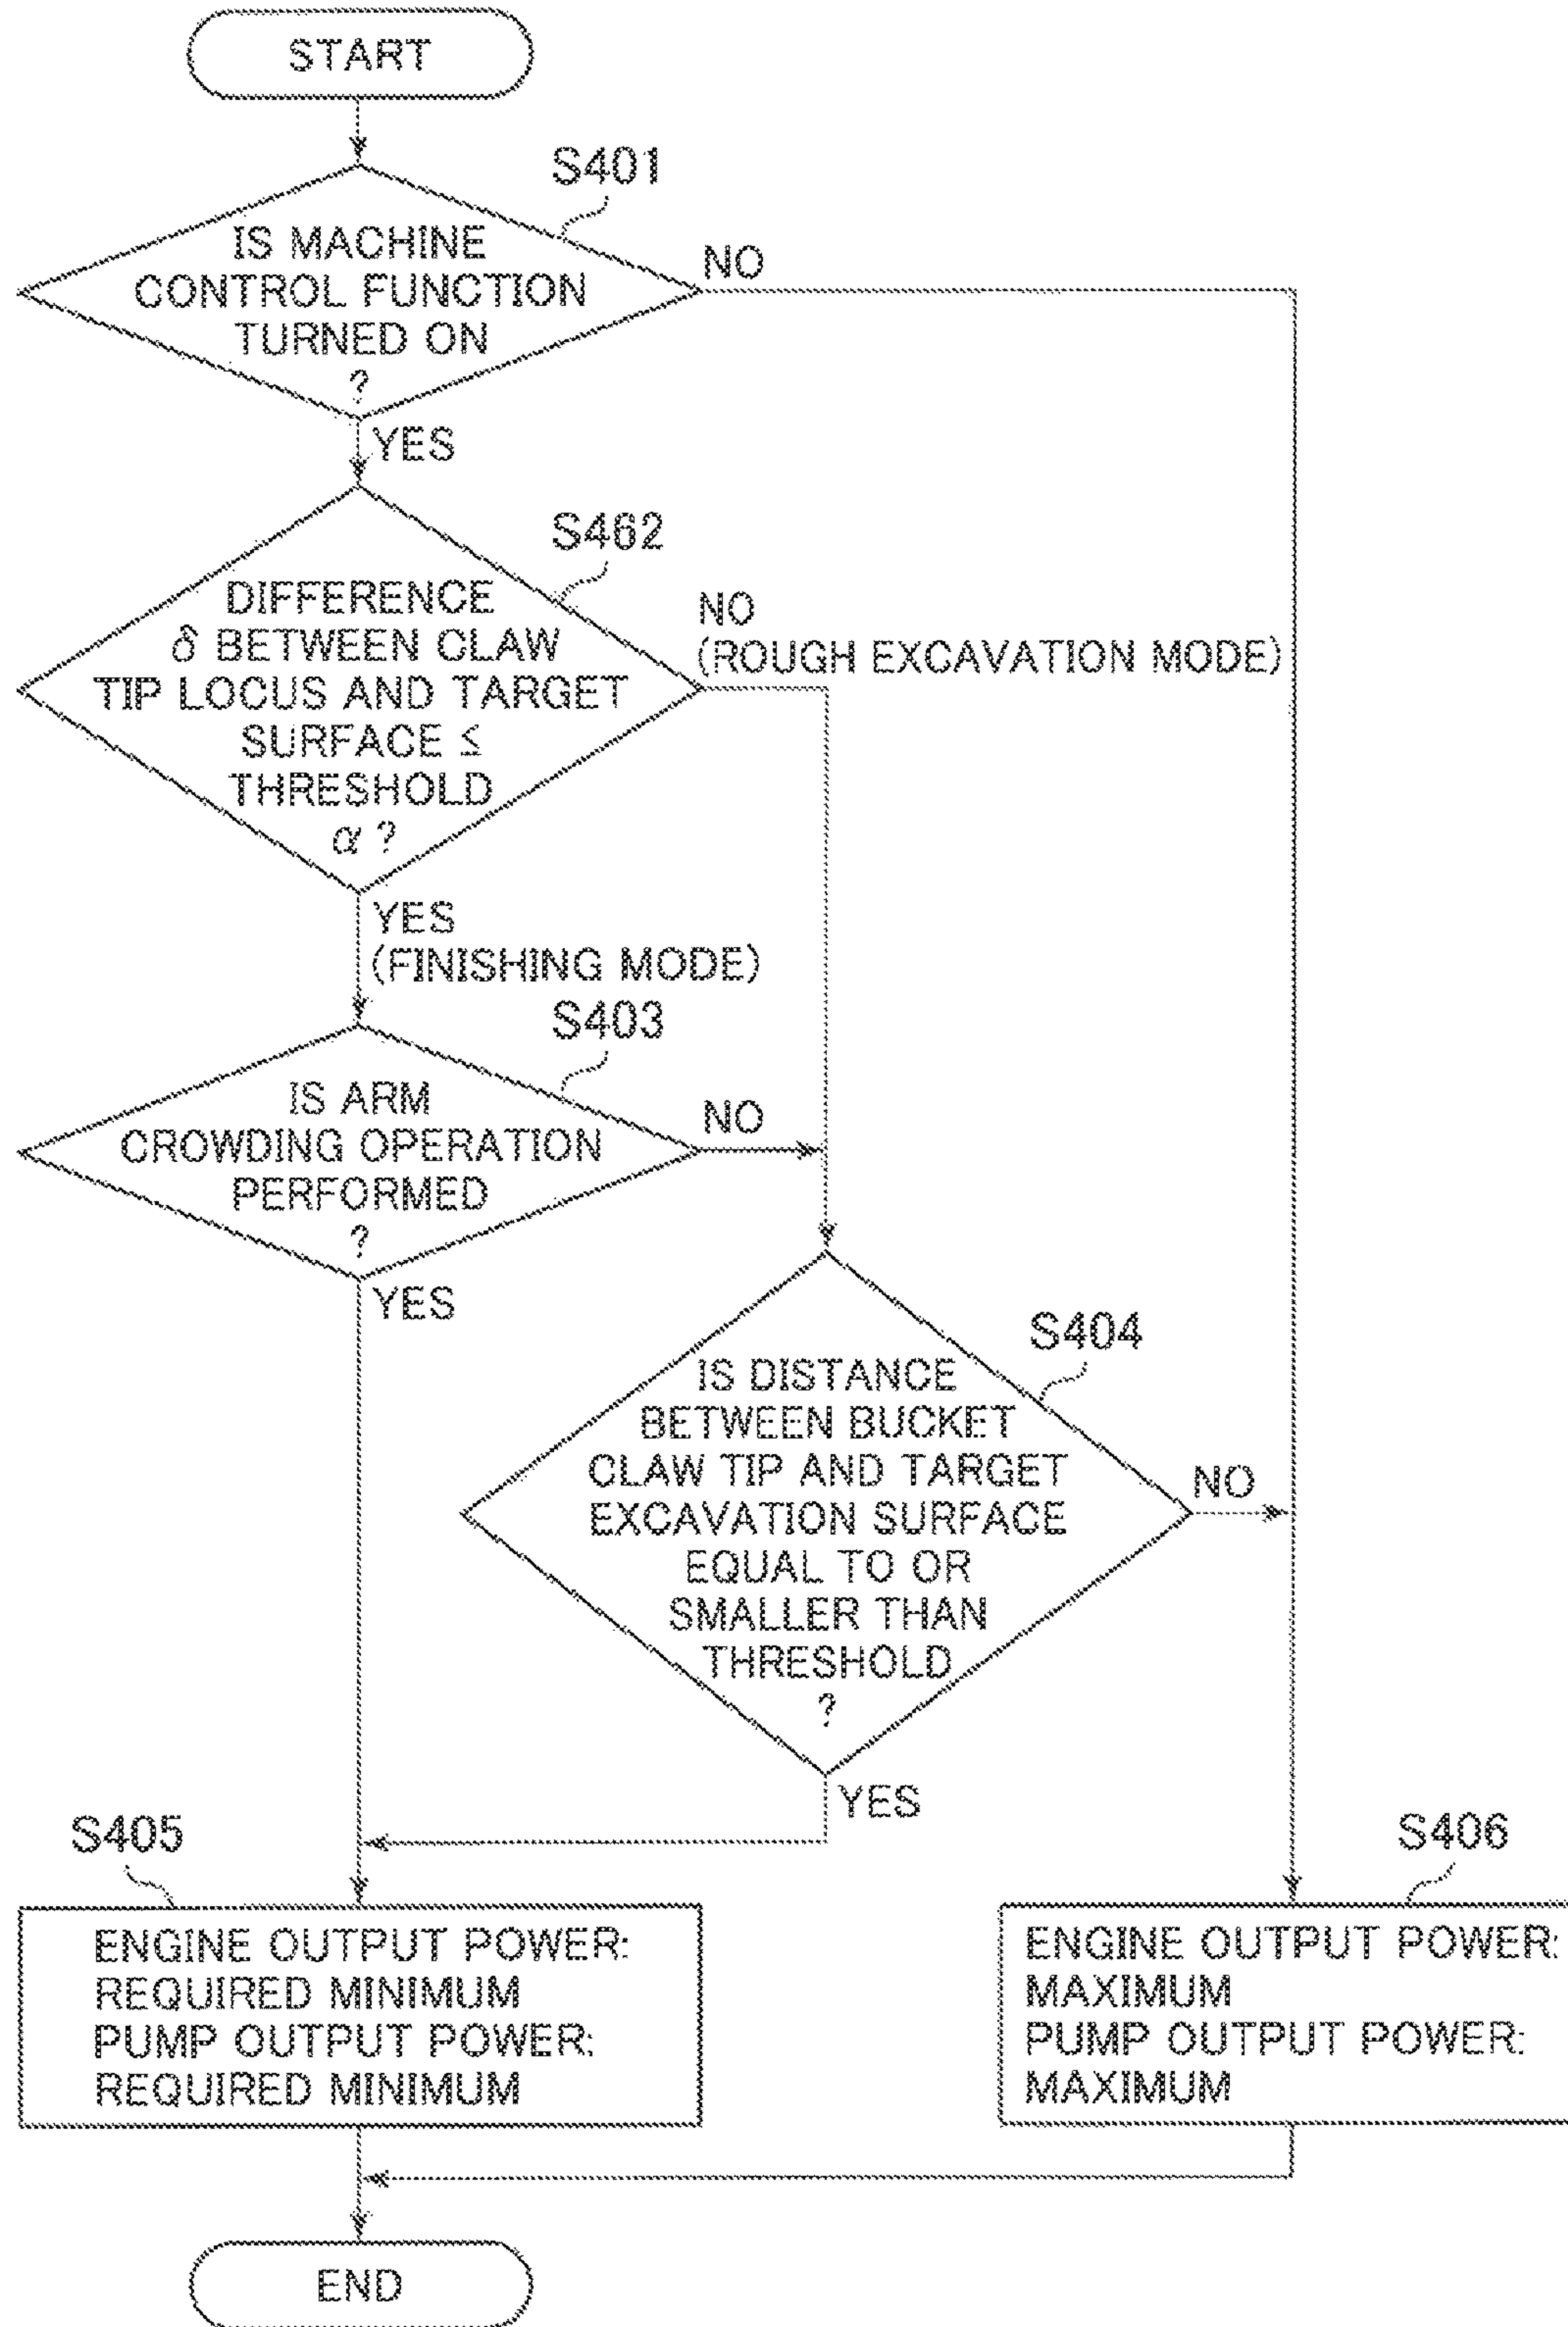 START
S401
IS MACHINE
CONTROL FUNCTION
TURNED ON
?
NO
YES
S462
DIFFERENCE
δ BETWEEN CLAW
TIP LOCUS AND TARGET
SURFACE ≤
THRESHOLD
α ?
NO
(ROUGH EXCAVATION MODE)
YES
(FINISHING MODE)
S403
IS ARM
CROWDING OPERATION
PERFORMED
?
NO
YES
S404
IS DISTANCE
BETWEEN BUCKET
CLAW TIP AND TARGET
EXCAVATION SURFACE
EQUAL TO OR
SMALLER THAN
THRESHOLD
?
NO
YES
S405
ENGINE OUTPUT POWER:
REQUIRED MINIMUM
PUMP OUTPUT POWER:
REQUIRED MINIMUM
S406
ENGINE OUTPUT POWER:
MAXIMUM
PUMP OUTPUT POWER:
MAXIMUM
END